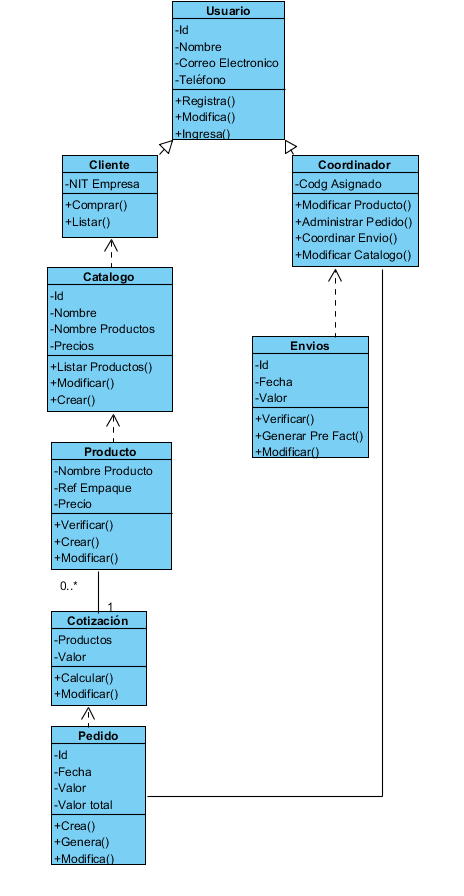 Usuario
-Id
-Nombre
-Correo Electronico
-Teléfono
+Registra()
+Modifica()
+Ingresa()
Cliente
-NIT Empresa
+Comprar()
+Listar()
Coordinador
-Codg Asignado
+Modificar Producto()
+Administrar Pedido()
+Coordinar Envio()
+Modificar Catalogo()
Catalogo
-Id
-Nombre
-Nombre Productos
-Precios
+Listar Productos()
+Modificar()
+Crear()
Envios
-Id
-Fecha
-Valor
+Verificar()
+Generar Pre Fact()
+Modificar()
Producto
-Nombre Producto
-Ref Empaque
-Precio
+Verificar()
+Crear()
+Modificar()
0..*
1
Cotización
-Productos
-Valor
+Calcular()
+Modificar()
Pedido
-Id
-Fecha
-Valor
-Valor total
+Crea()
+Genera()
+Modifica()